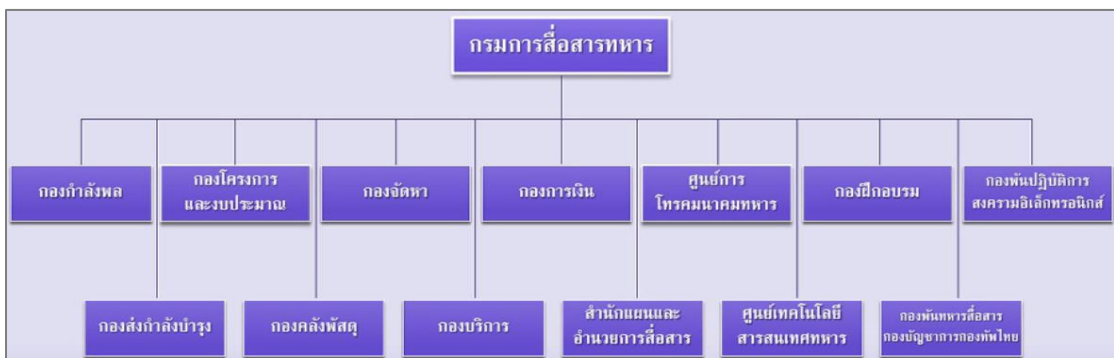 กรมการสื่อสารทหาร
กองกำลังพล
กองโครงการ
และงบประมาณ
กองจัดหา
กองการเงิน
ศูนย์การ
โทรคมนาคมทหาร
กองฝึกอบรม
กองพันปฏิบัติการ
สงครามอิเล็กทรอนิกส์
กองส่งกำลังบำรุง
กองคลังพัสดุ
กองบริการ
สำนักแผนและ
อำนวยการสื่อสาร
ศูนย์เทคโนโลยี
สารสนเทศทหาร
กองพันทหารสื่อสาร
กองบัญชาการกองทัพไทย